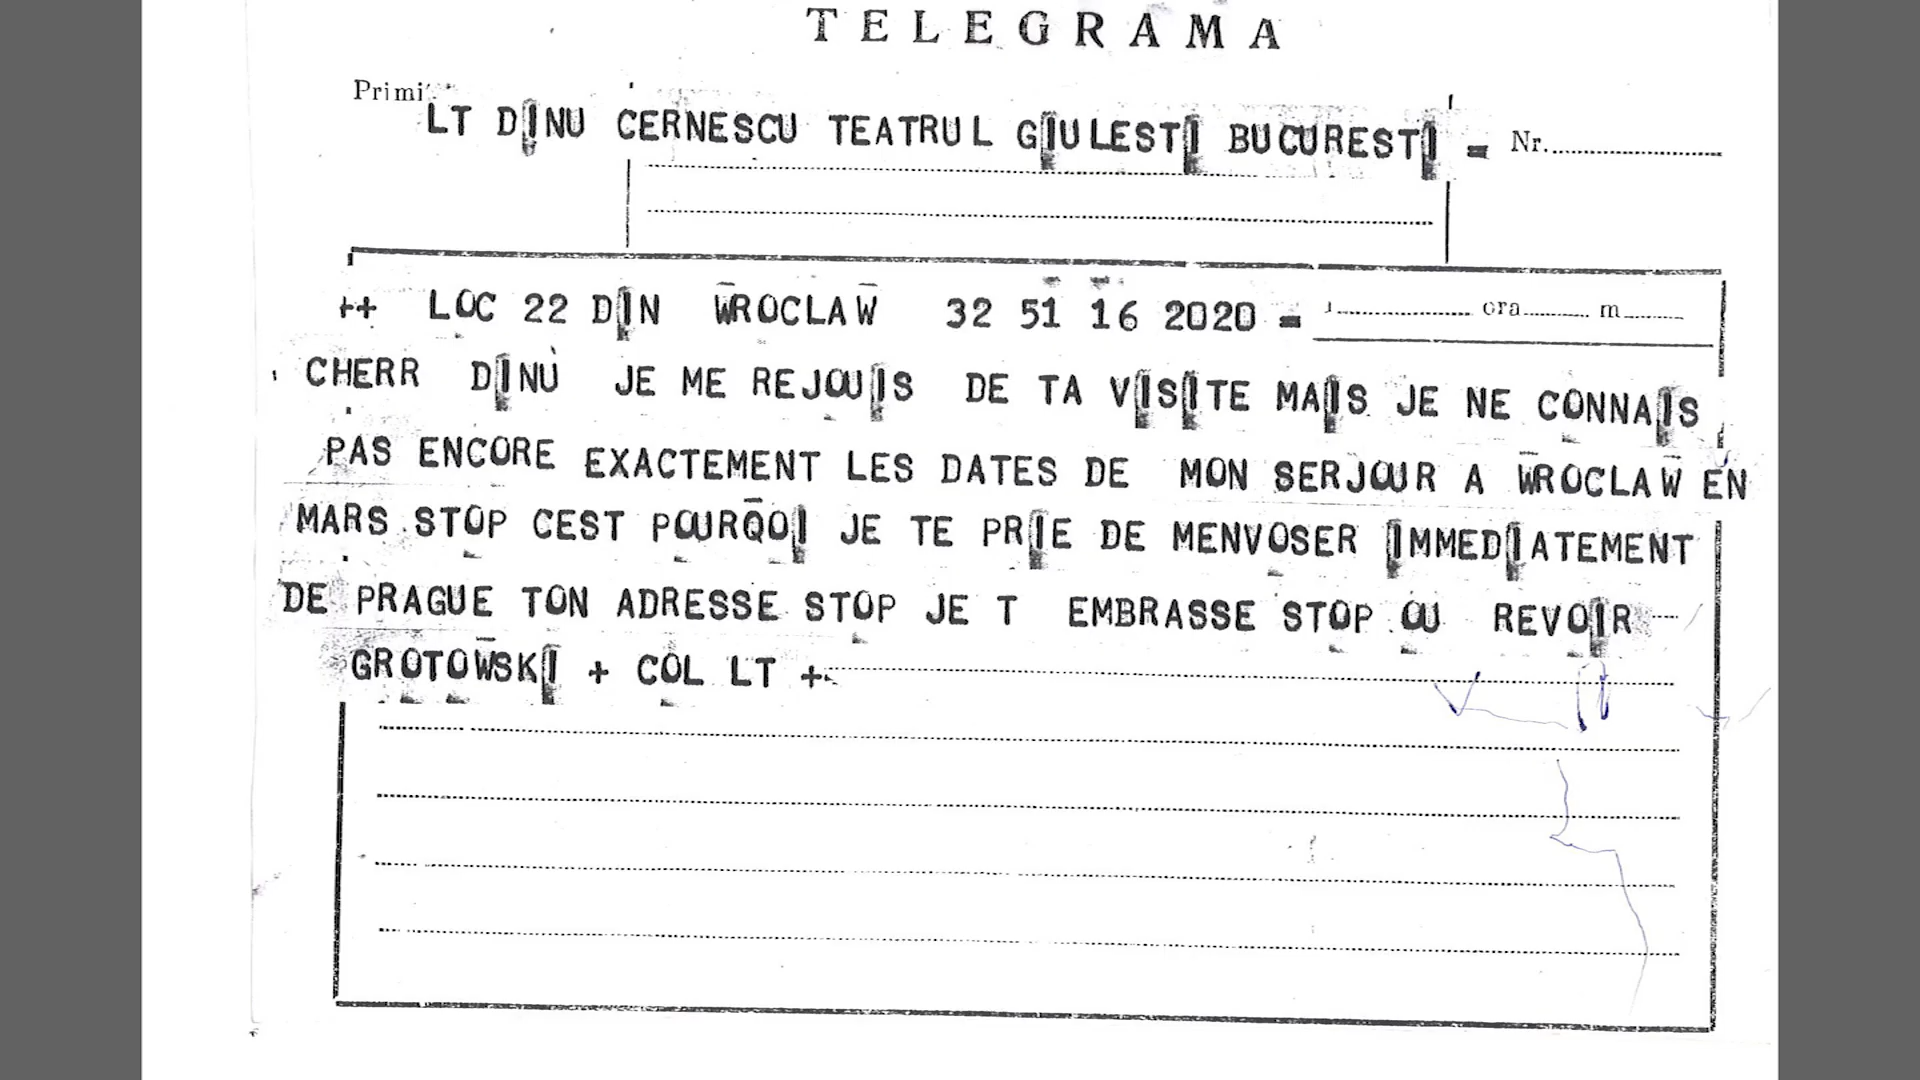 TELEGRAMA
Primi
LT DINU CERNESCU TEATRUL GIULESTI BUCURESTI = Nr.
++ LOC 22 DIN WROCLAW 32 51 16 2020 = ora m
CHERR DINU JE ME REJOUIS DE TA VISITE MAIS JE NE CONNAIS
PAS ENCORE EXACTEMENT LES DATES DE MON SERJOUR A WROCLAW EN
MARS STOP CEST POURQOI JE TE PRIE DE MENVOSER IMMEDIATEMENT
DE PRAGUE TON ADRESSE STOP JE T EMBRASSE STOP OU REVOIR
GROTOWSKI + COL LT +